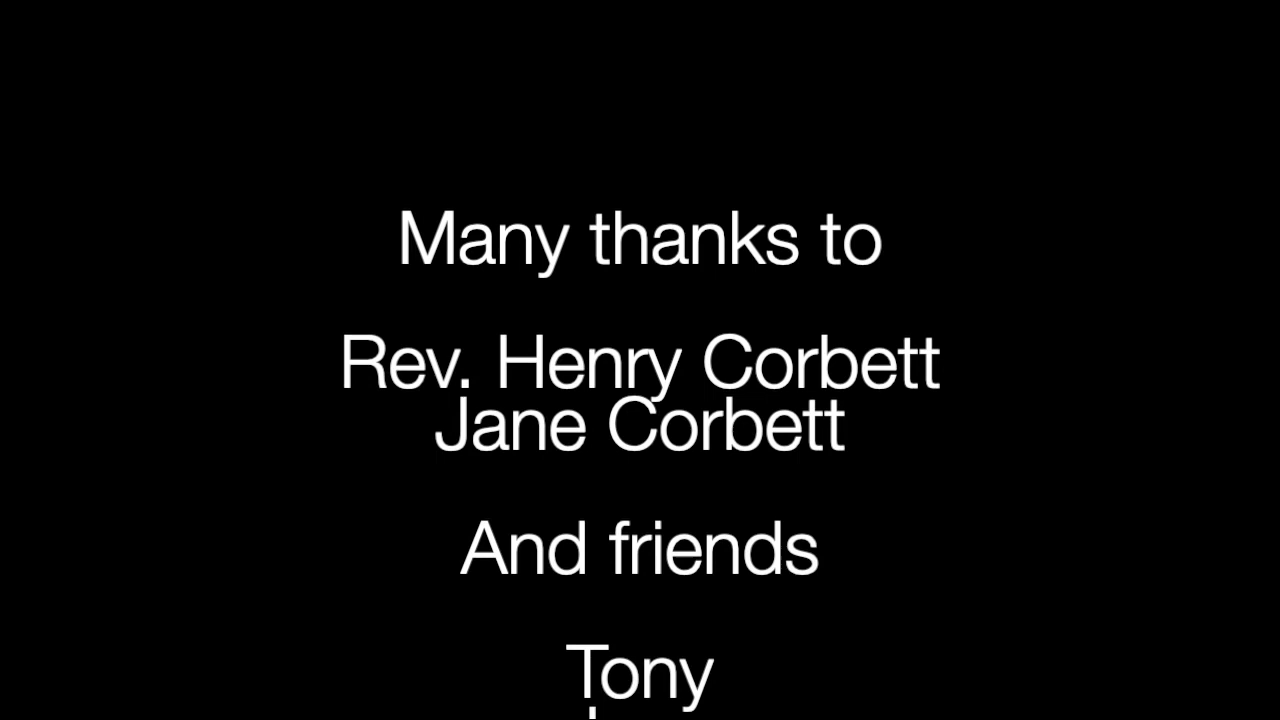 Many thanks to
Rev. Henry Corbett
Jane Corbett
And friends
Tony